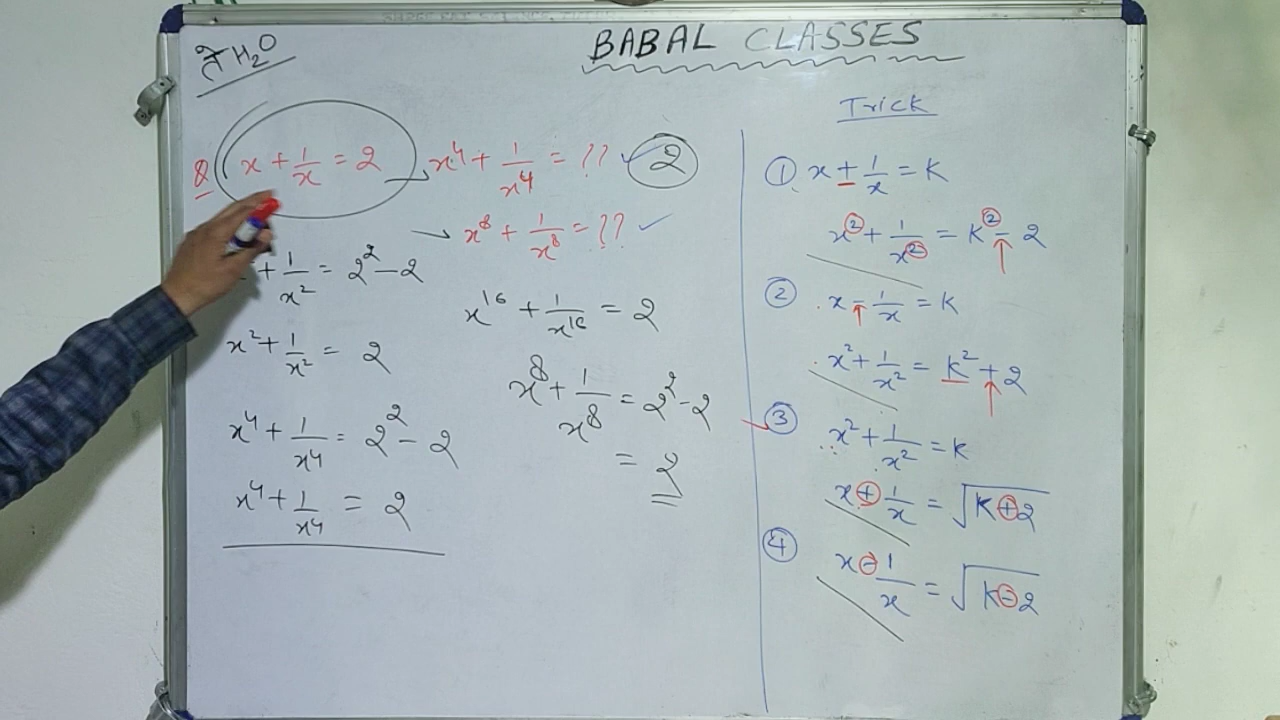 BABAL CLASSES
H₂O
Q x + 1/x = 2 x⁴ + 1/x⁴ = ?? ✓ 2
→ x⁸ + 1/x⁸ = ?? ✓
+ 1/x² = 2² - 2
x² + 1/x² = 2
x⁴ + 1/x⁴ = 2² - 2
x⁴ + 1/x⁴ = 2
x¹⁶ + 1/x¹⁶ = 2
x⁸ + 1/x⁸ = 2² - 2
= 2
Trick
① x + 1/x = K
x² + 1/x² = K² - 2
② x - 1/x = K
x² + 1/x² = K² + 2
③ x² + 1/x² = K
x + 1/x = √(K + 2)
④ x - 1/x = √(K - 2)